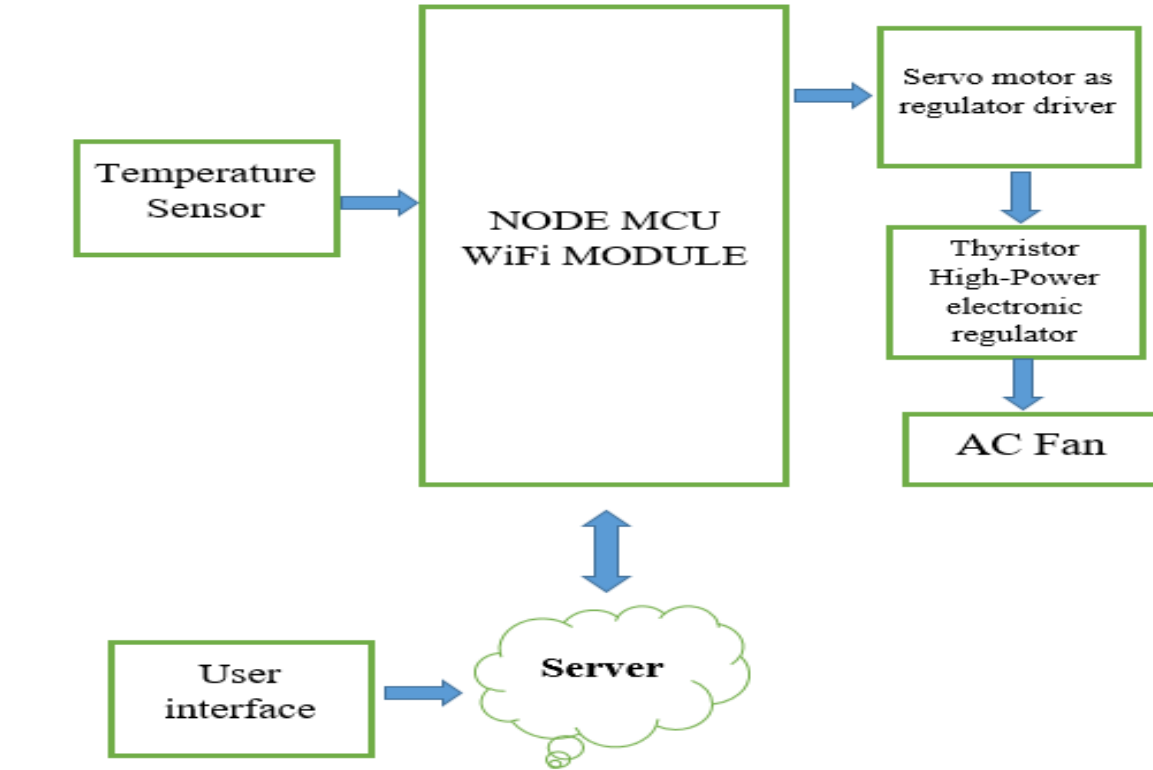 Temperature
Sensor
NODE MCU
WiFi MODULE
Servo motor as
regulator driver
Thyristor
High-Power
electronic
regulator
AC Fan
User
interface
Server